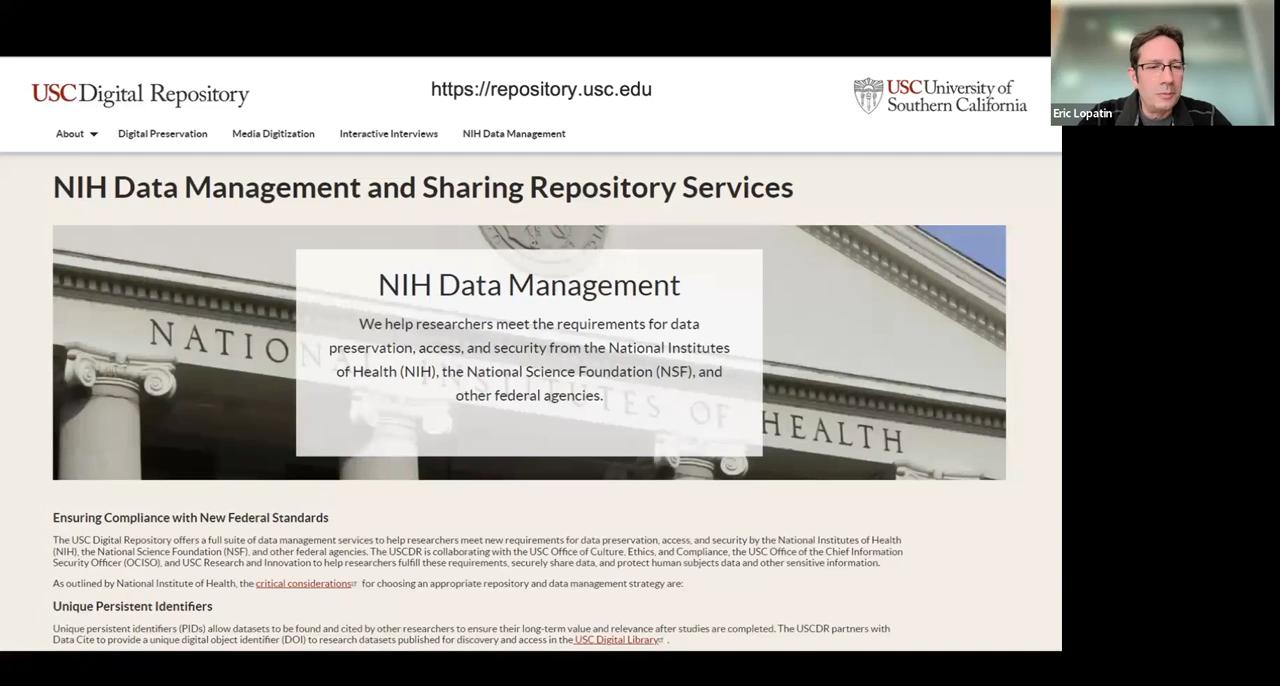 USC Digital Repository
https://repository.usc.edu
USC University of
Southern California
Eric Lopatin
About
Digital Preservation
Media Digitization
Interactive Interviews
NIH Data Management
NIH Data Management and Sharing Repository Services
NATIONAL INSTITUTES OF HEALTH
NIH Data Management
We help researchers meet the requirements for data
preservation, access, and security from the National Institutes
of Health (NIH), the National Science Foundation (NSF), and
other federal agencies.
Ensuring Compliance with New Federal Standards
The USC Digital Repository offers a full suite of data management services to help researchers meet new requirements for data preservation, access, and security by the National Institutes of Health
(NIH), the National Science Foundation (NSF), and other federal agencies. The USCDR is collaborating with the USC Office of Culture, Ethics, and Compliance, the USC Office of the Chief Information
Security Officer (OCISO), and USC Research and Innovation to help researchers fulfill these requirements, securely share data, and protect human subjects data and other sensitive information.
As outlined by National Institute of Health, the critical considerations for choosing an appropriate repository and data management strategy are:
Unique Persistent Identifiers
Unique persistent identifiers (PIDs) allow datasets to be found and cited by other researchers to ensure their long-term value and relevance after studies are completed. The USCDR partners with
Data Cite to provide a unique digital object identifier (DOI) to research datasets published for discovery and access in the USC Digital Library .